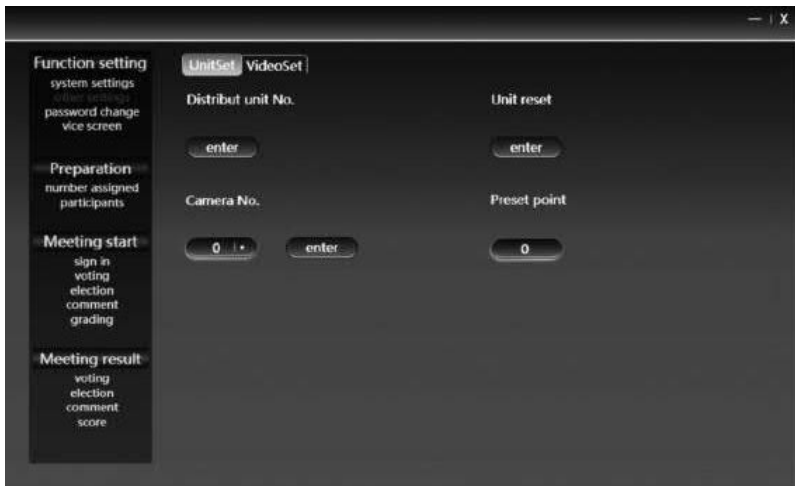 — | X
Function setting
system settings
other settings
password change
vice screen
Preparation
number assigned
participants
Meeting start
sign in
voting
election
comment
grading
Meeting result
voting
election
comment
score
UnitSet VideoSet
Distribut unit No.
Unit reset
enter
enter
Camera No.
Preset point
0
enter
0